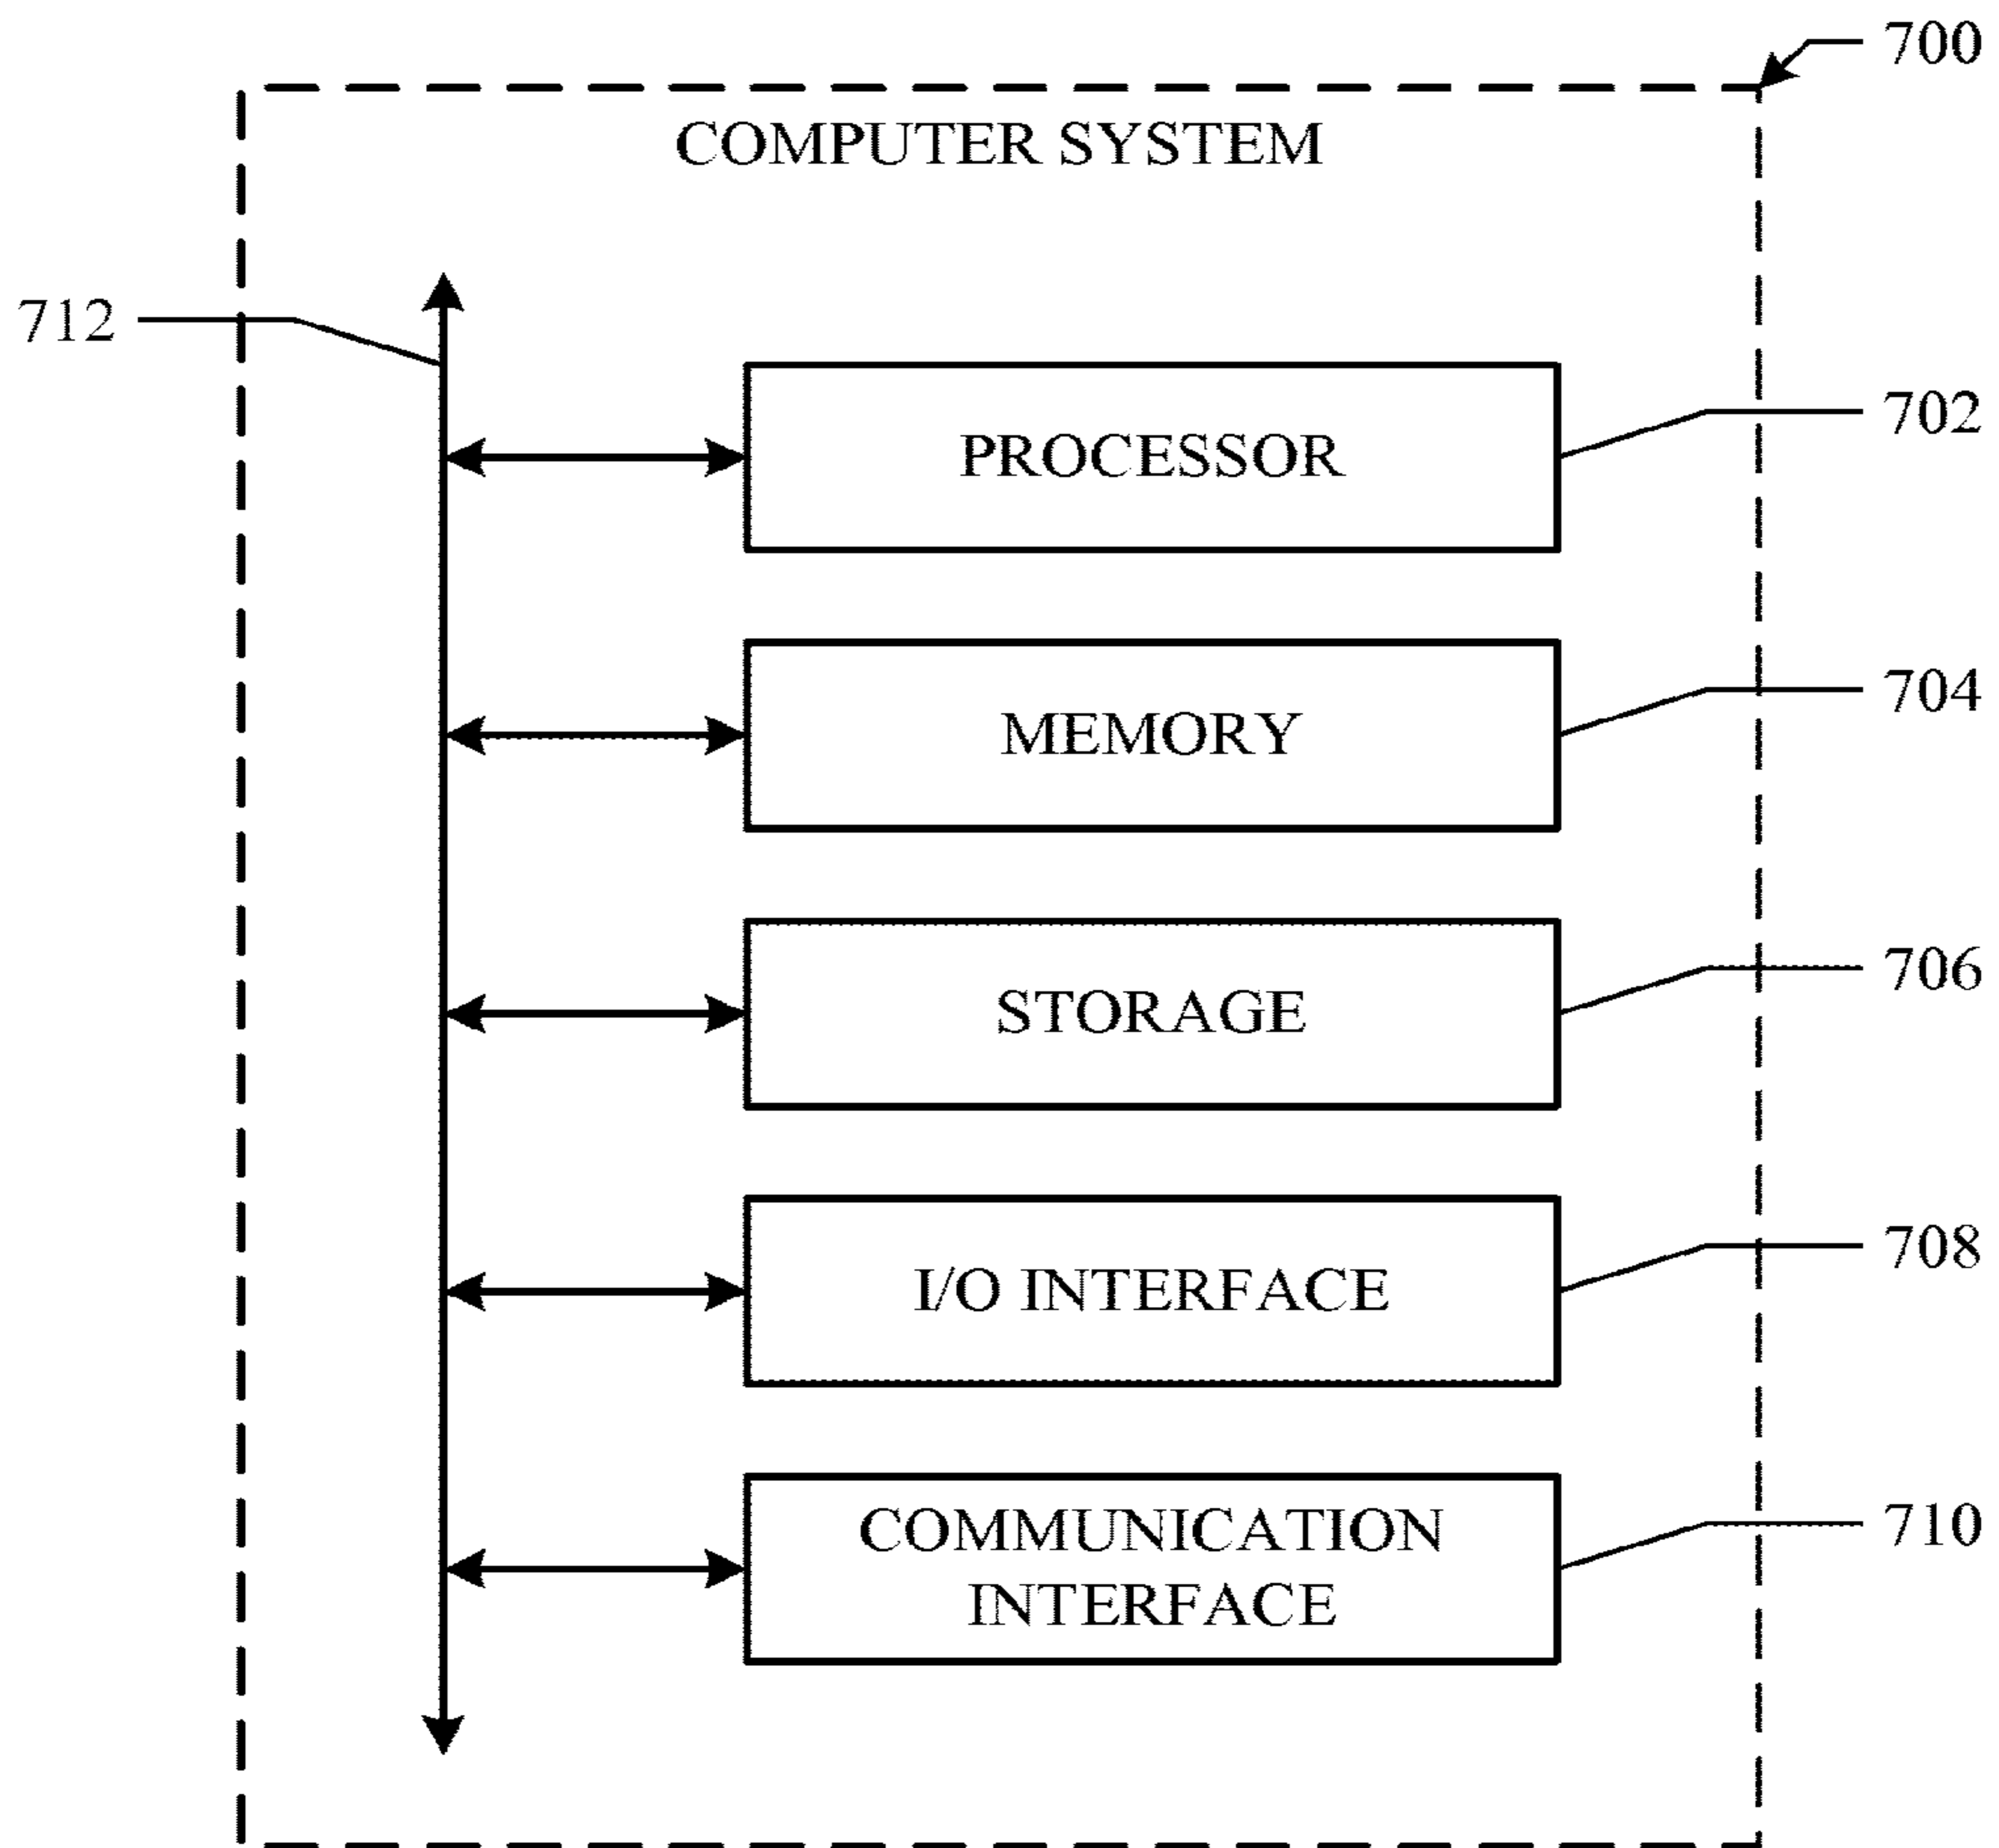 700
COMPUTER SYSTEM
712
PROCESSOR
702
MEMORY
704
STORAGE
706
I/O INTERFACE
708
COMMUNICATION
INTERFACE
710